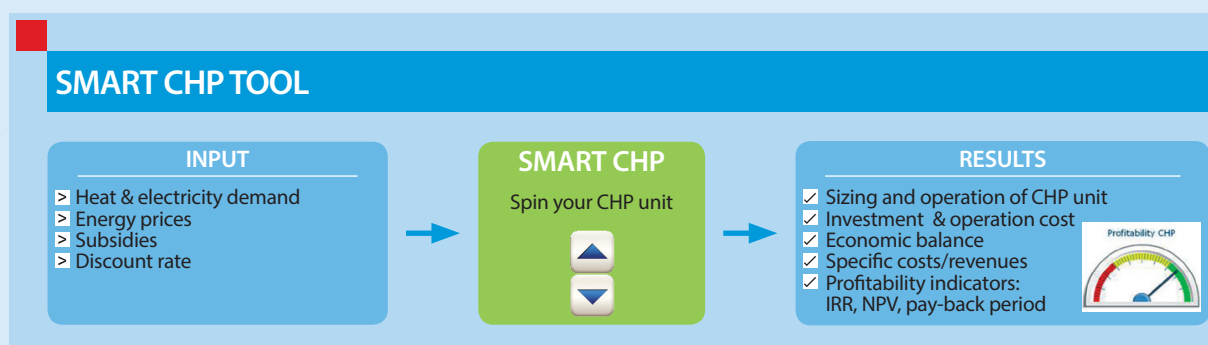 SMART CHP TOOL
INPUT
> Heat & electricity demand
> Energy prices
> Subsidies
> Discount rate
SMART CHP
Spin your CHP unit
RESULTS
✓ Sizing and operation of CHP unit
✓ Investment & operation cost
✓ Economic balance
✓ Specific costs/revenues
✓ Profitability indicators:
IRR, NPV, pay-back period
Profitability CHP